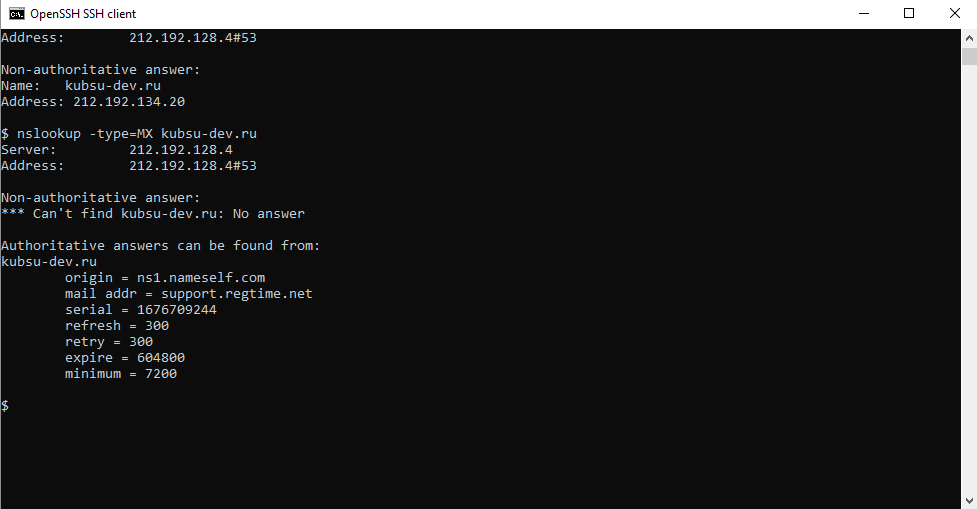 OpenSSH SSH client
Address:        212.192.128.4#53
Non-authoritative answer:
Name:   kubsu-dev.ru
Address: 212.192.134.20
$ nslookup -type=MX kubsu-dev.ru
Server:         212.192.128.4
Address:        212.192.128.4#53
Non-authoritative answer:
*** Can't find kubsu-dev.ru: No answer
Authoritative answers can be found from:
kubsu-dev.ru
        origin = ns1.nameself.com
        mail addr = support.regtime.net
        serial = 1676709244
        refresh = 300
        retry = 300
        expire = 604800
        minimum = 7200
$